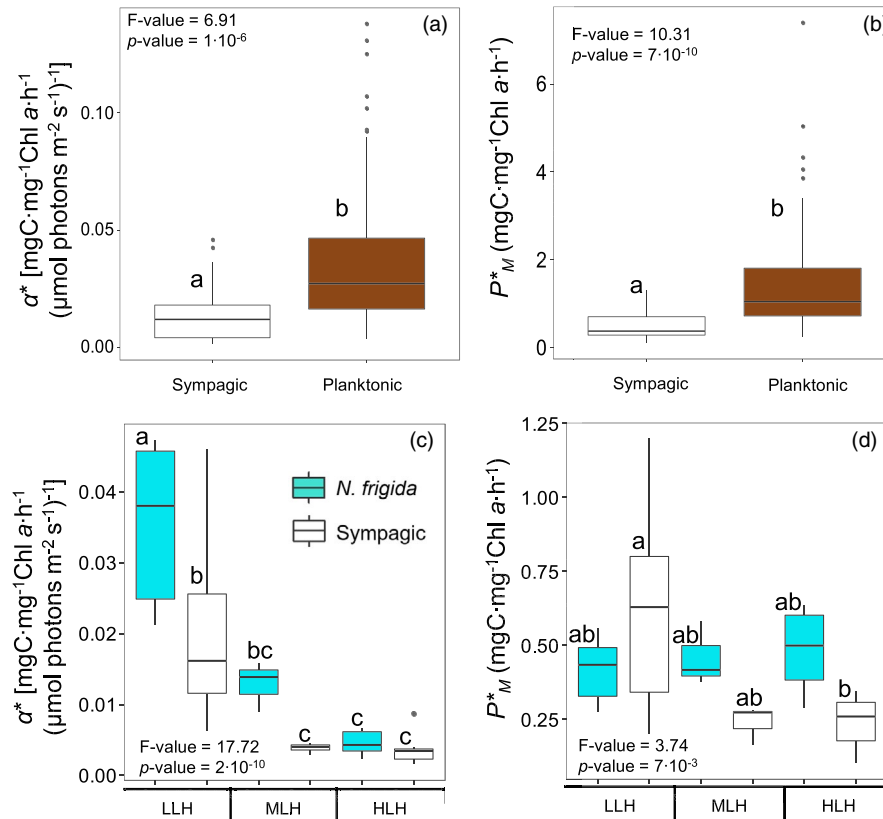 F-value = 6.91
p-value = 1·10-6
(a)
α* [mgC·mg-1Chl a·h-1
(μmol photons m-2 s-1)-1]
0.10
0.05
0.00
a
b
Sympagic
Planktonic
F-value = 10.31
p-value = 7·10-10
(b)
P*M (mgC·mg-1Chl a·h-1)
6
4
2
0
a
b
Sympagic
Planktonic
(c)
α* [mgC·mg-1Chl a·h-1
(μmol photons m-2 s-1)-1]
0.04
0.03
0.02
0.01
0.00
a
b
bc
c
c
c
N. frigida
Sympagic
F-value = 17.72
p-value = 2·10-10
LLH
MLH
HLH
(d)
P*M (mgC·mg-1Chl a·h-1)
1.25
1.00
0.75
0.50
0.25
ab
a
ab
ab
ab
b
F-value = 3.74
p-value = 7·10-3
LLH
MLH
HLH